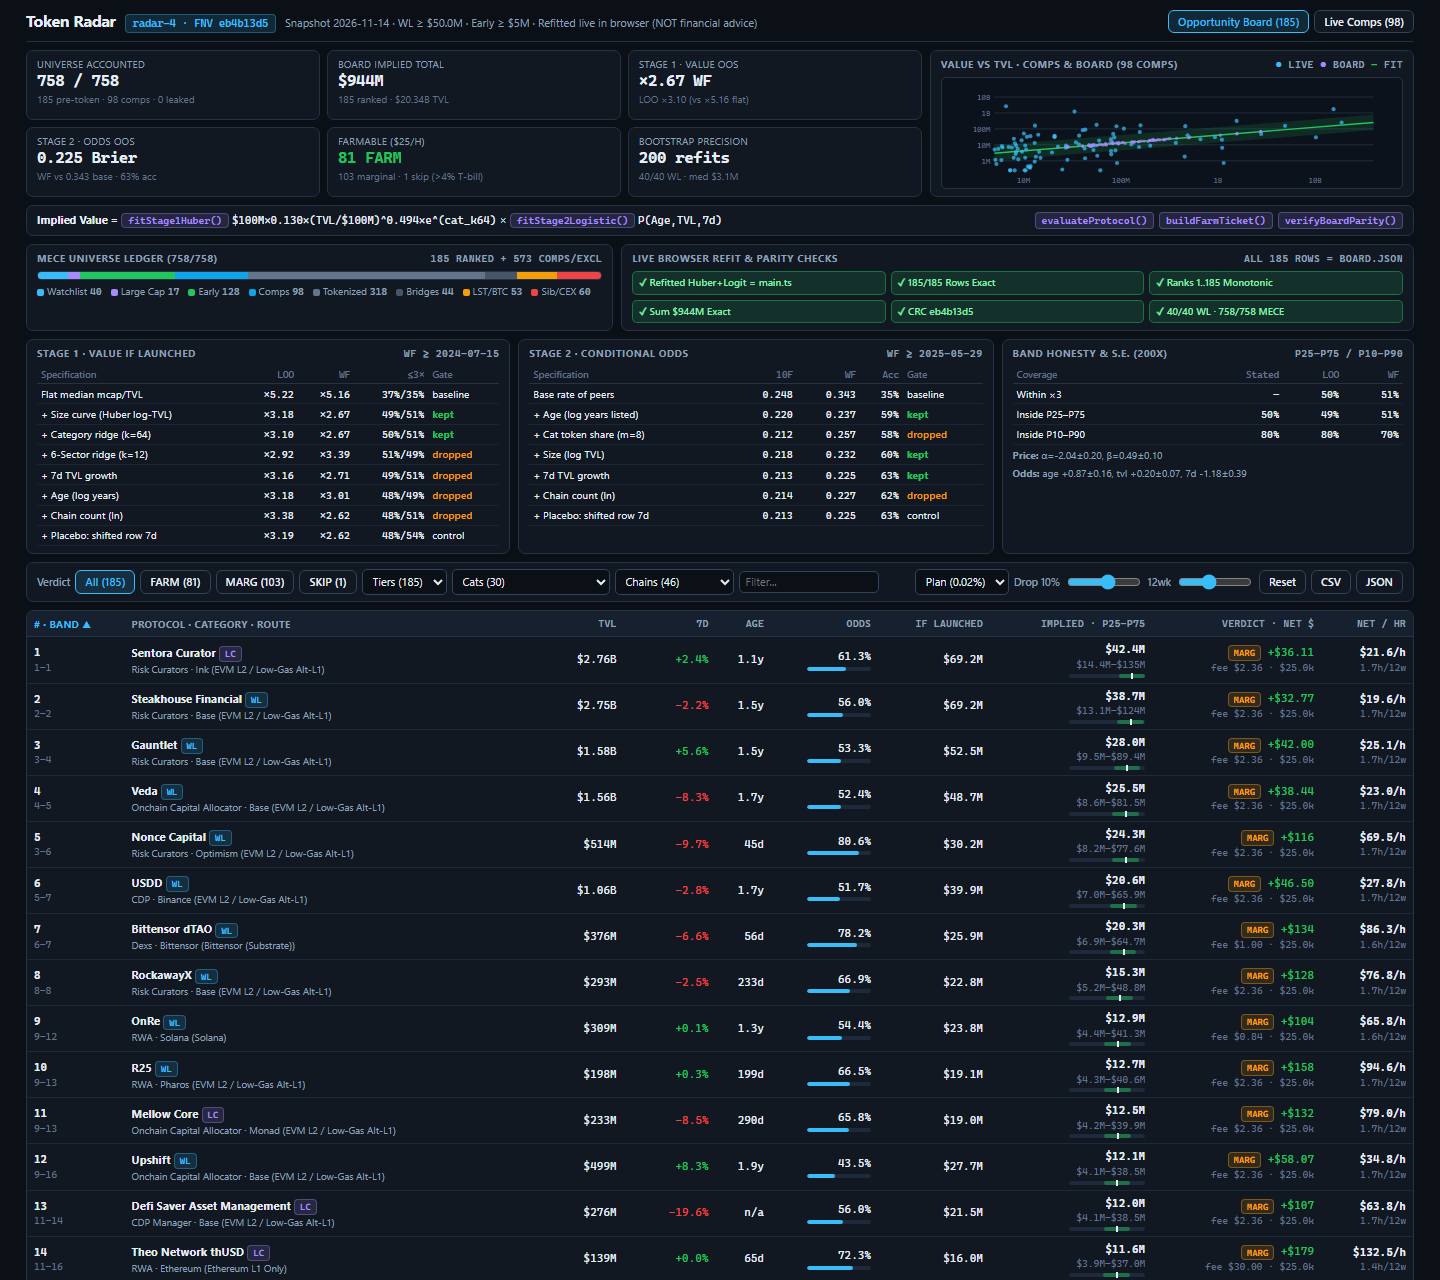 Token Radar radar-4 · FNV eb4b13d5 Snapshot 2026-11-14 · WL ≥ $50.0M · Early ≥ $5M · Refitted live in browser (NOT financial advice) Opportunity Board (185) Live Comps (98)
UNIVERSE ACCOUNTED
758 / 758
185 pre-token · 98 comps · 0 leaked
BOARD IMPLIED TOTAL
$944M
185 ranked · $20.34B TVL
STAGE 1 · VALUE OOS
×2.67 WF
LOO ×3.10 (vs ×5.16 flat)
STAGE 2 · ODDS OOS
0.225 Brier
WF vs 0.343 base · 63% acc
FARMABLE ($25/H)
81 FARM
103 marginal · 1 skip (>4% T-bill)
BOOTSTRAP PRECISION
200 refits
40/40 WL · med $3.1M
VALUE VS TVL · COMPS & BOARD (98 COMPS) ● LIVE ● BOARD — FIT
10B
1B
100M
10M
1M
10M 100M 1B 10B
Implied Value = fitStage1Huber() $100M×0.130×(TVL/$100M)^0.494×e^(cat_k64) × fitStage2Logistic() P(Age,TVL,7d) evaluateProtocol() buildFarmTicket() verifyBoardParity()
MECE UNIVERSE LEDGER (758/758) 185 RANKED + 573 COMPS/EXCL
Watchlist 40 Large Cap 17 Early 128 Comps 98 Tokenized 318 Bridges 44 LST/BTC 53 Sib/CEX 60
LIVE BROWSER REFIT & PARITY CHECKS ALL 185 ROWS = BOARD.JSON
✓ Refitted Huber+Logit = main.ts ✓ 185/185 Rows Exact ✓ Ranks 1..185 Monotonic
✓ Sum $944M Exact ✓ CRC eb4b13d5 ✓ 40/40 WL · 758/758 MECE
STAGE 1 · VALUE IF LAUNCHED WF ≥ 2024-07-15
Specification LOO WF ≤3× Gate
Flat median mcap/TVL ×5.22 ×5.16 37%/35% baseline
+ Size curve (Huber log-TVL) ×3.18 ×2.67 49%/51% kept
+ Category ridge (k=64) ×3.10 ×2.67 50%/51% kept
+ 6-Sector ridge (k=12) ×2.92 ×3.39 51%/49% dropped
+ 7d TVL growth ×3.16 ×2.71 49%/51% dropped
+ Age (log years) ×3.18 ×3.01 48%/49% dropped
+ Chain count (ln) ×3.38 ×2.62 48%/51% dropped
+ Placebo: shifted row 7d ×3.19 ×2.62 48%/54% control
STAGE 2 · CONDITIONAL ODDS WF ≥ 2025-05-29
Specification 10F WF Acc Gate
Base rate of peers 0.248 0.343 35% baseline
+ Age (log years listed) 0.220 0.237 59% kept
+ Cat token share (m=8) 0.212 0.257 58% dropped
+ Size (log TVL) 0.218 0.232 60% kept
+ 7d TVL growth 0.213 0.225 63% kept
+ Chain count (ln) 0.214 0.227 62% dropped
+ Placebo: shifted row 7d 0.213 0.225 63% control
BAND HONESTY & S.E. (200X) P25–P75 / P10–P90
Coverage Stated LOO WF
Within ×3 — 50% 51%
Inside P25–P75 50% 49% 51%
Inside P10–P90 80% 80% 70%
Price: α=-2.04±0.20, β=0.49±0.10
Odds: age +0.87±0.16, tvl +0.20±0.07, 7d -1.18±0.39
Verdict All (185) FARM (81) MARG (103) SKIP (1) Tiers (185) Cats (30) Chains (46) Filter... Plan (0.02%) Drop 10% 12wk Reset CSV JSON
# · BAND ▲ PROTOCOL · CATEGORY · ROUTE TVL 7D AGE ODDS IF LAUNCHED IMPLIED · P25–P75 VERDICT · NET $ NET / HR
1 Sentora Curator LC $2.76B +2.4% 1.1y 61.3% $69.2M $42.4M MARG +$36.11 $21.6/h
1–1 Risk Curators · Ink (EVM L2 / Low-Gas Alt-L1) $14.4M–$135M fee $2.36 · $25.0k 1.7h/12w
2 Steakhouse Financial WL $2.75B −2.2% 1.5y 56.0% $69.2M $38.7M MARG +$32.77 $19.6/h
2–2 Risk Curators · Base (EVM L2 / Low-Gas Alt-L1) $13.1M–$124M fee $2.36 · $25.0k 1.7h/12w
3 Gauntlet WL $1.58B +5.6% 1.5y 53.3% $52.5M $28.0M MARG +$42.00 $25.1/h
3–4 Risk Curators · Base (EVM L2 / Low-Gas Alt-L1) $9.5M–$89.4M fee $2.36 · $25.0k 1.7h/12w
4 Veda WL $1.56B −8.3% 1.7y 52.4% $48.7M $25.5M MARG +$38.44 $23.0/h
4–5 Onchain Capital Allocator · Base (EVM L2 / Low-Gas Alt-L1) $8.6M–$81.5M fee $2.36 · $25.0k 1.7h/12w
5 Nonce Capital WL $514M −9.7% 45d 80.6% $30.2M $24.3M MARG +$116 $69.5/h
3–6 Risk Curators · Optimism (EVM L2 / Low-Gas Alt-L1) $8.2M–$77.6M fee $2.36 · $25.0k 1.7h/12w
6 USDD WL $1.06B −2.8% 1.7y 51.7% $39.9M $20.6M MARG +$46.50 $27.8/h
5–7 CDP · Binance (EVM L2 / Low-Gas Alt-L1) $7.0M–$65.9M fee $2.36 · $25.0k 1.7h/12w
7 Bittensor dTAO WL $376M −6.6% 56d 78.2% $25.9M $20.3M MARG +$134 $86.3/h
6–7 Dexs · Bittensor (Bittensor (Substrate)) $6.9M–$64.7M fee $1.00 · $25.0k 1.6h/12w
8 RockawayX WL $293M −2.5% 233d 66.9% $22.8M $15.3M MARG +$128 $76.8/h
8–8 Risk Curators · Base (EVM L2 / Low-Gas Alt-L1) $5.2M–$48.8M fee $2.36 · $25.0k 1.7h/12w
9 OnRe WL $309M +0.1% 1.3y 54.4% $23.8M $12.9M MARG +$104 $65.8/h
9–12 RWA · Solana (Solana) $4.4M–$41.3M fee $0.84 · $25.0k 1.6h/12w
10 R25 WL $198M +0.3% 199d 66.5% $19.1M $12.7M MARG +$158 $94.6/h
9–13 RWA · Pharos (EVM L2 / Low-Gas Alt-L1) $4.3M–$40.6M fee $2.36 · $25.0k 1.7h/12w
11 Mellow Core LC $233M −8.5% 290d 65.8% $19.0M $12.5M MARG +$132 $79.0/h
9–13 Onchain Capital Allocator · Monad (EVM L2 / Low-Gas Alt-L1) $4.2M–$39.9M fee $2.36 · $25.0k 1.7h/12w
12 Upshift WL $499M +8.3% 1.9y 43.5% $27.7M $12.1M MARG +$58.07 $34.8/h
9–16 Onchain Capital Allocator · Base (EVM L2 / Low-Gas Alt-L1) $4.1M–$38.5M fee $2.36 · $25.0k 1.7h/12w
13 Defi Saver Asset Management LC $276M −19.6% n/a 56.0% $21.5M $12.0M MARG +$107 $63.8/h
11–14 CDP Manager · Base (EVM L2 / Low-Gas Alt-L1) $4.1M–$38.5M fee $2.36 · $25.0k 1.7h/12w
14 Theo Network thUSD LC $139M +0.0% 65d 72.3% $16.0M $11.6M MARG +$179 $132.5/h
11–16 RWA · Ethereum (Ethereum L1 Only) $3.9M–$37.0M fee $30.00 · $25.0k 1.4h/12w